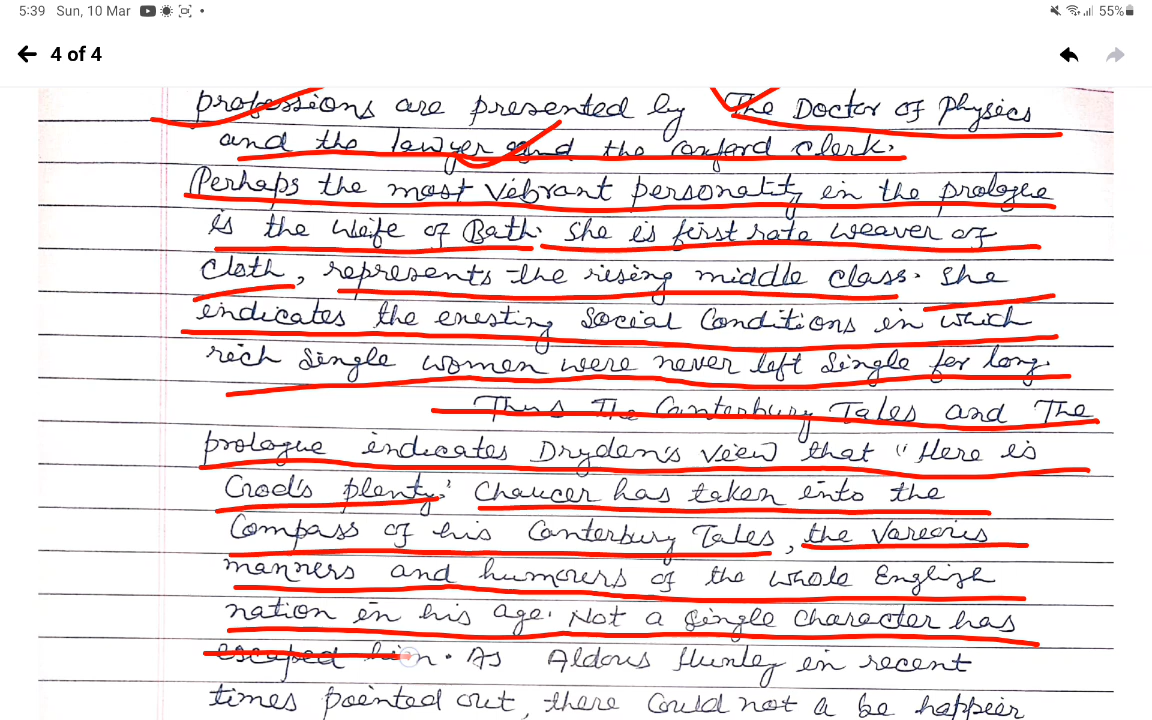 5:39 Sun, 10 Mar
55%
4 of 4
professions are presented by The Doctor of Physics
and the lawyer and the Oxford Clerk.
Perhaps the most vibrant personality in the prologue
is the Wife of Bath. She is first rate weaver of
cloth, represents the rising middle class. She
indicates the existing Social Conditions in which
rich Single women were never left Single for long.
Thus The Canterbury Tales and The
prologue indicates Dryden's view that "Here is
God's plenty." Chaucer has taken into the
Compass of his Canterbury Tales, the various
manners and humours of the whole English
nation in his age. Not a Single Character has
escaped him. As Aldous Huxley in recent
times pointed out, there Could not a be happier